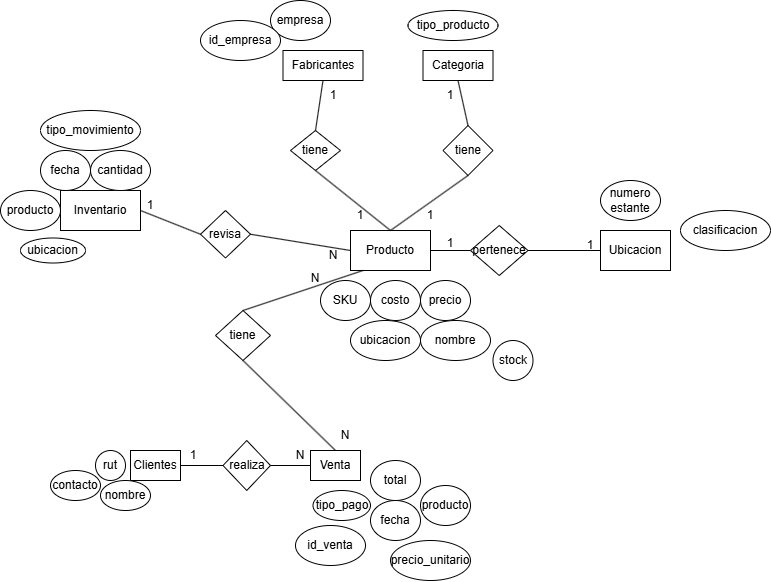 empresa
tipo_producto
id_empresa
Fabricantes
Categoria
1
1
tipo_movimiento
tiene
tiene
fecha
cantidad
numero
estante
producto
Inventario
1
1
1
clasificacion
revisa
ubicacion
N
Producto
1
pertenece
1
Ubicacion
N
SKU
costo
precio
tiene
ubicacion
nombre
stock
N
rut
Clientes
1
realiza
N
Venta
contacto
nombre
total
tipo_pago
producto
fecha
id_venta
precio_unitario